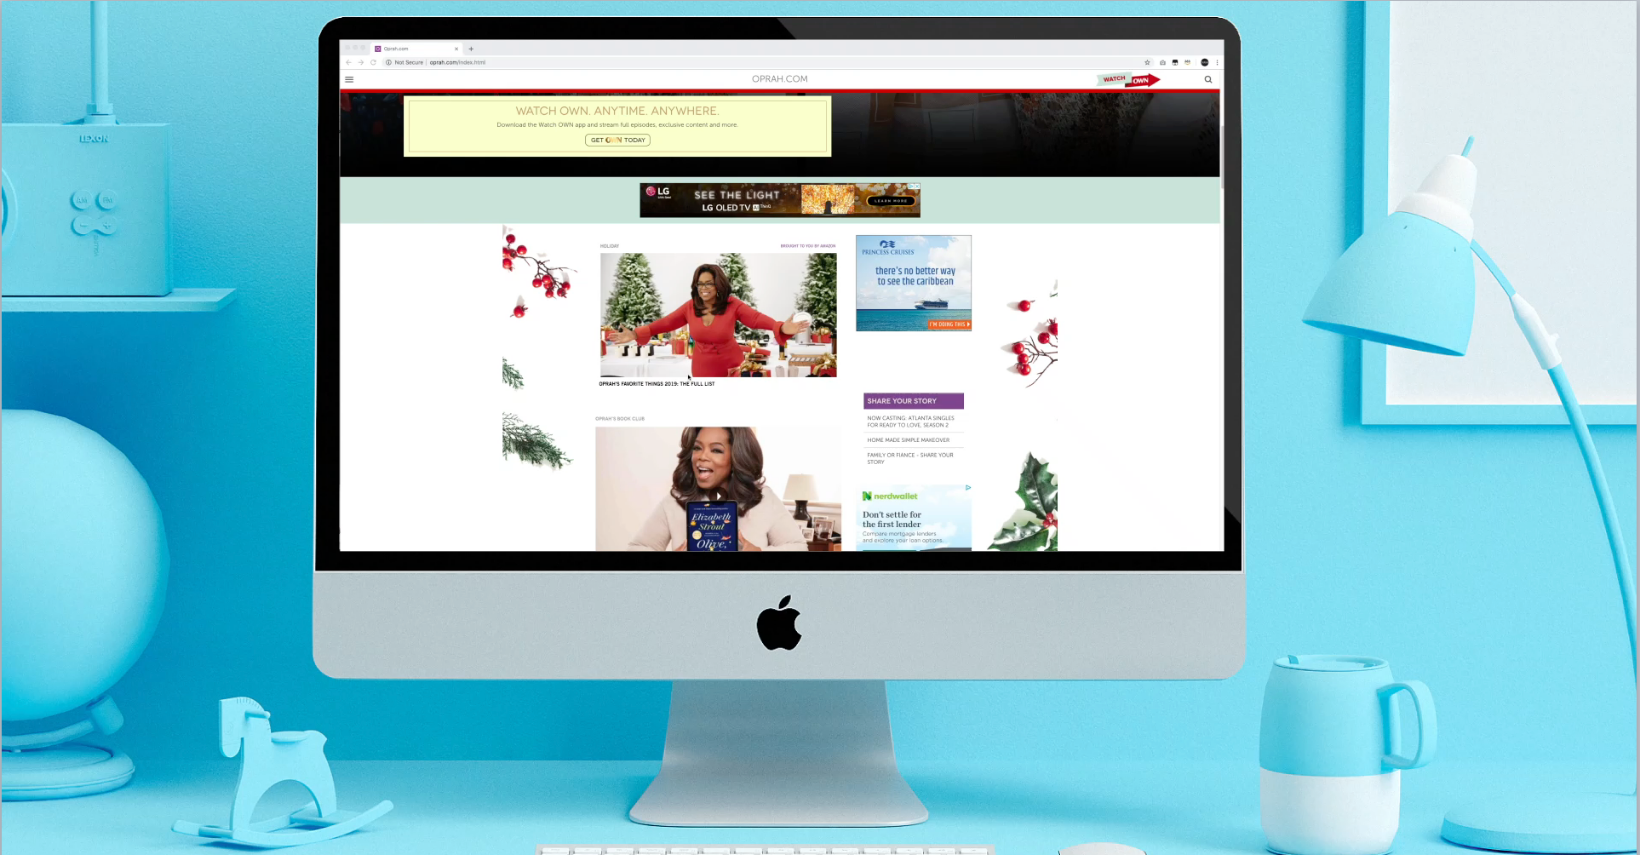 Oprah.com
Not Secure | oprah.com/index.html
OPRAH.COM
WATCH OWN
WATCH OWN. ANYTIME. ANYWHERE.
Download the Watch OWN app and stream full episodes, exclusive content and more.
GET OWN TODAY
LEXON
LG
SEE THE LIGHT
LG OLED TV AI ThinQ
LEARN MORE
HOLIDAY
BROUGHT TO YOU BY AMAZON
OPRAH'S FAVORITE THINGS 2019: THE FULL LIST
PRINCESS CRUISES
there's no better way
to see the caribbean
I'M DOING THIS
SHARE YOUR STORY
NOW CASTING: ATLANTA SINGLES
FOR READY TO LOVE, SEASON 2
HOME MADE SIMPLE MAKEOVER
FAMILY OR FIANCE - SHARE YOUR
STORY
OPRAH'S BOOK CLUB
Elizabeth
Strout
Olive,
nerdwallet
Don't settle for
the first lender
Compare mortgage lenders
and explore your loan options.